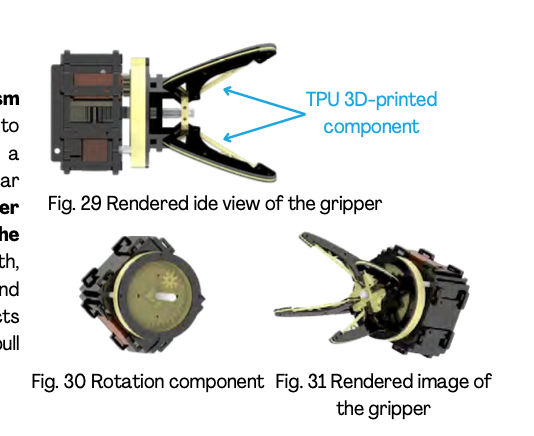 sm
to
a
ar
er
he
th,
nd
cts
pull
TPU 3D-printed
component
Fig. 29 Rendered ide view of the gripper
Fig. 30 Rotation component
Fig. 31 Rendered image of
the gripper